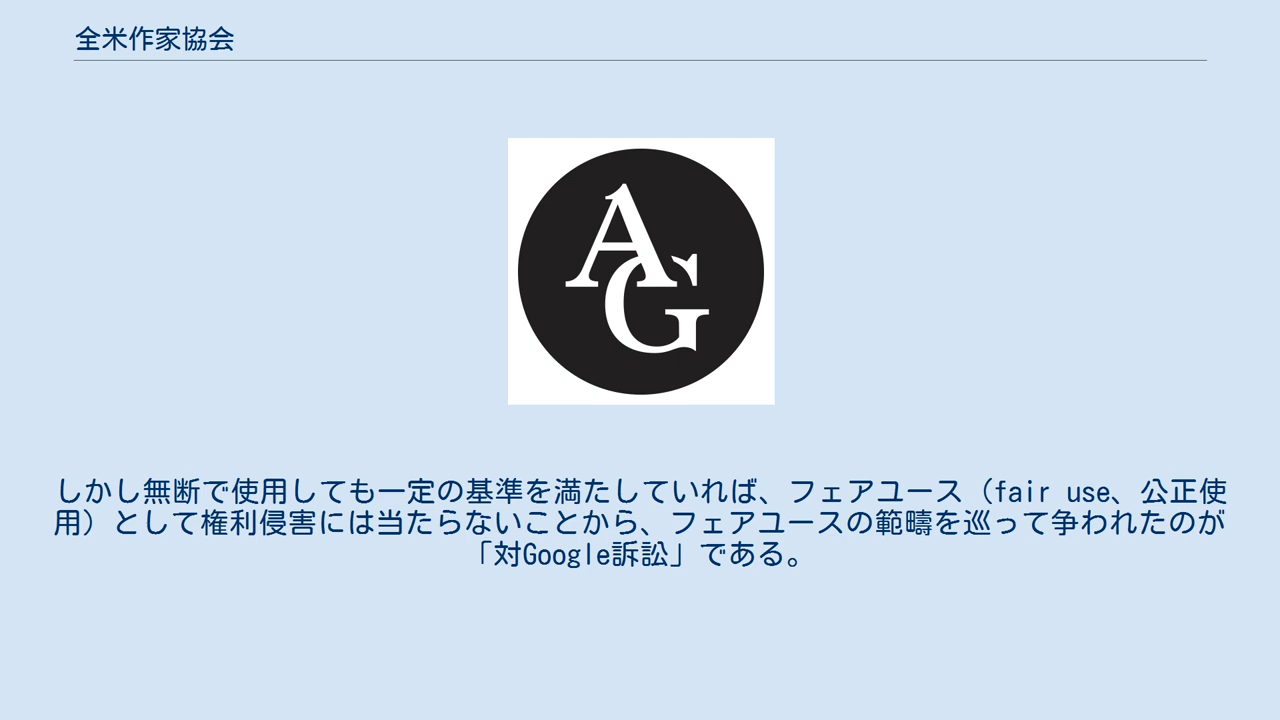 全米作家協会
AG
しかし無断で使用しても一定の基準を満たしていれば、フェアユース（fair use、公正使
用）として権利侵害には当たらないことから、フェアユースの範疇を巡って争われたのが
「対Google訴訟」である。